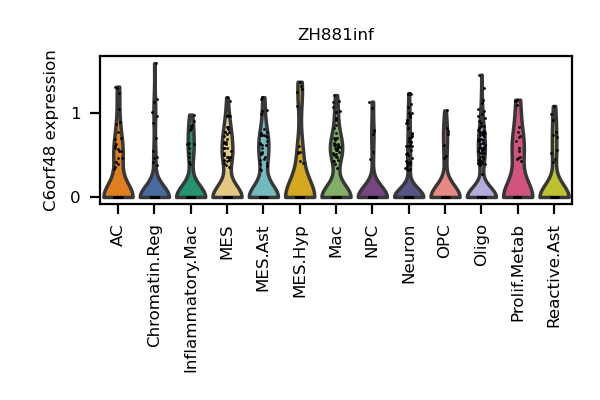 ZH881inf
C6orf48 expression
1
0
AC
Chromatin.Reg
Inflammatory.Mac
MES
MES.Ast
MES.Hyp
Mac
NPC
Neuron
OPC
Oligo
Prolif.Metab
Reactive.Ast